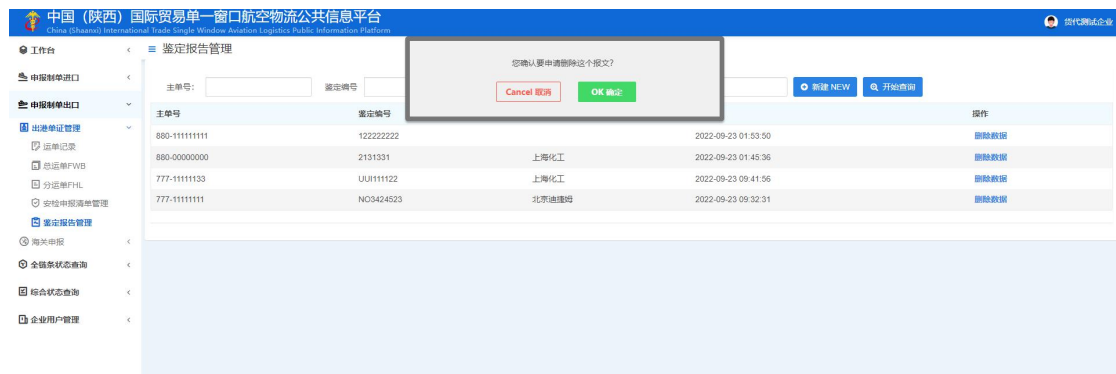 中国（陕西）国际贸易单一窗口航空物流公共信息平台
China (Shaanxi) International Trade Single Window Aviation Logistics Public Information Platform
货代测试企业
工作台
鉴定报告管理
您确认要申请删除这个报文?
Cancel 取消
OK 确定
申报制单进口
主单号:
鉴定编号
新建 NEW
开始查询
申报制单出口
主单号
鉴定编号
操作
出港单证管理
880-111111111
122222222
2022-09-23 01:53:50
删除数据
运单记录
880-00000000
2131331
上海化工
2022-09-23 01:45:36
删除数据
总运单FWB
777-11111133
UUI111122
上海化工
2022-09-23 09:41:56
删除数据
分运单FHL
777-11111111
NO3424523
北京迪捷姆
2022-09-23 09:32:31
删除数据
安检申报清单管理
鉴定报告管理
海关申报
全链条状态查询
综合状态查询
企业用户管理